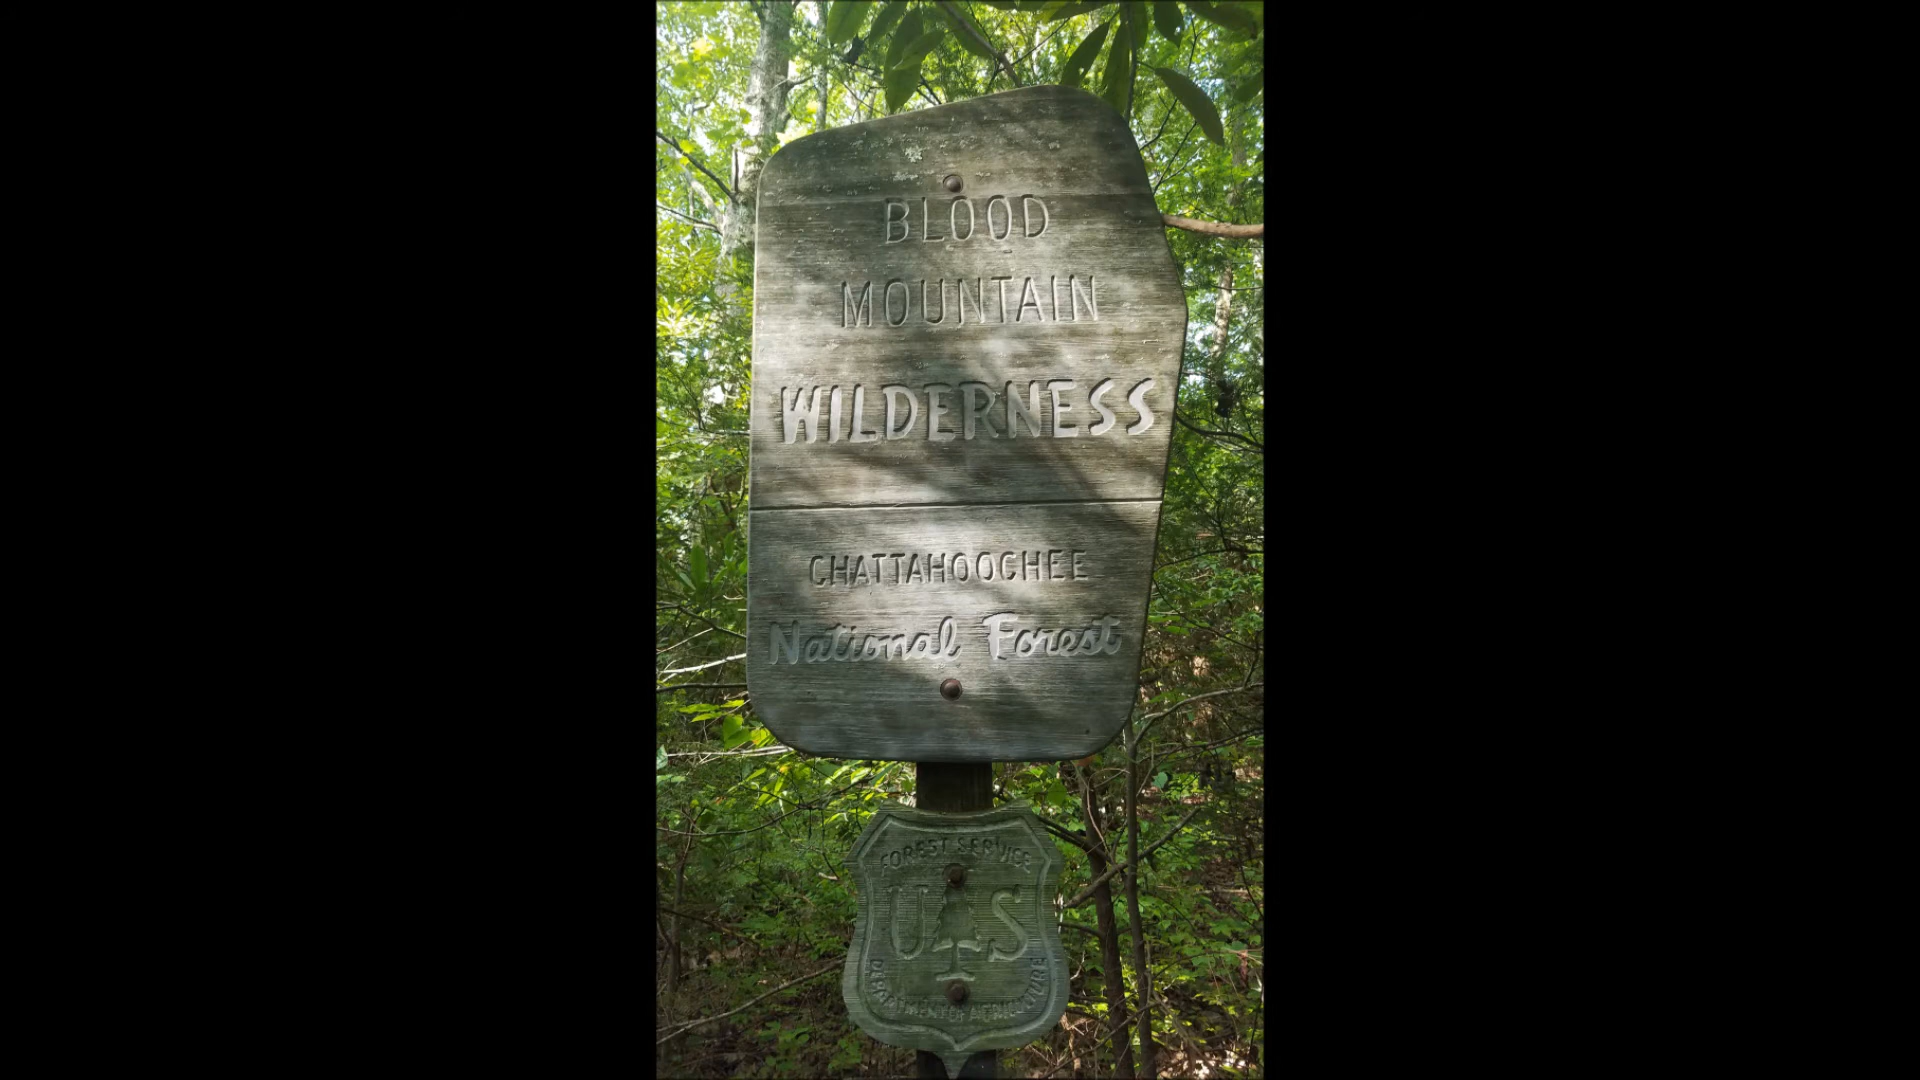 BLOOD
MOUNTAIN
WILDERNESS
CHATTAHOOCHEE
National Forest
FOREST SERVICE
U S
DEPARTMENT OF AGRICULTURE